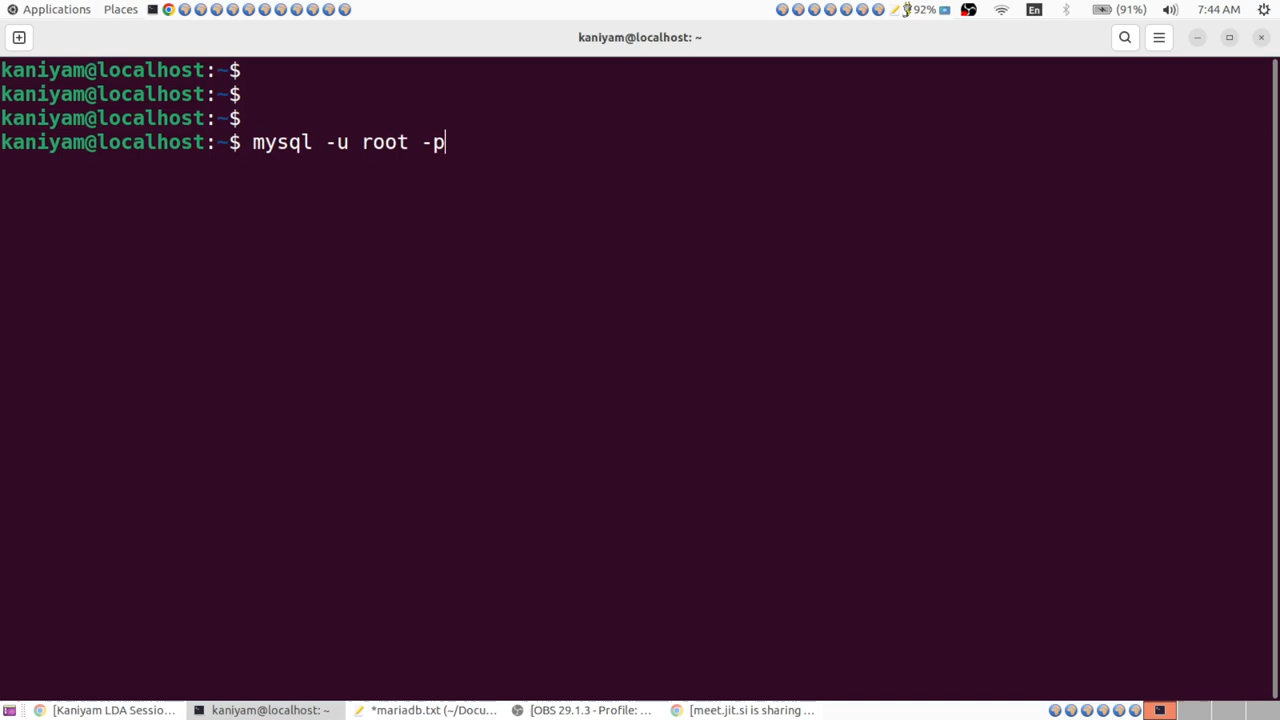 Applications Places 92% En (91%) 7:44 AM
kaniyam@localhost: ~
kaniyam@localhost:~$
kaniyam@localhost:~$
kaniyam@localhost:~$
kaniyam@localhost:~$ mysql -u root -p
[Kaniyam LDA Sessio... kaniyam@localhost: ~ *mariadb.txt (~/Docu... [OBS 29.1.3 - Profile: ... [meet.jit.si is sharing ...